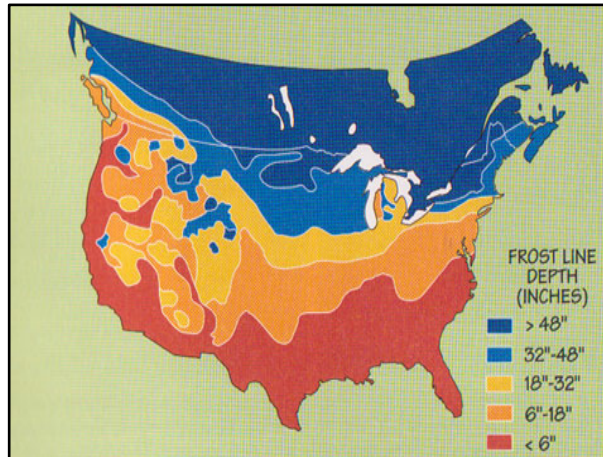 FROST LINE
DEPTH
(INCHES)
> 48"
32"-48"
18"-32"
6"-18"
< 6"